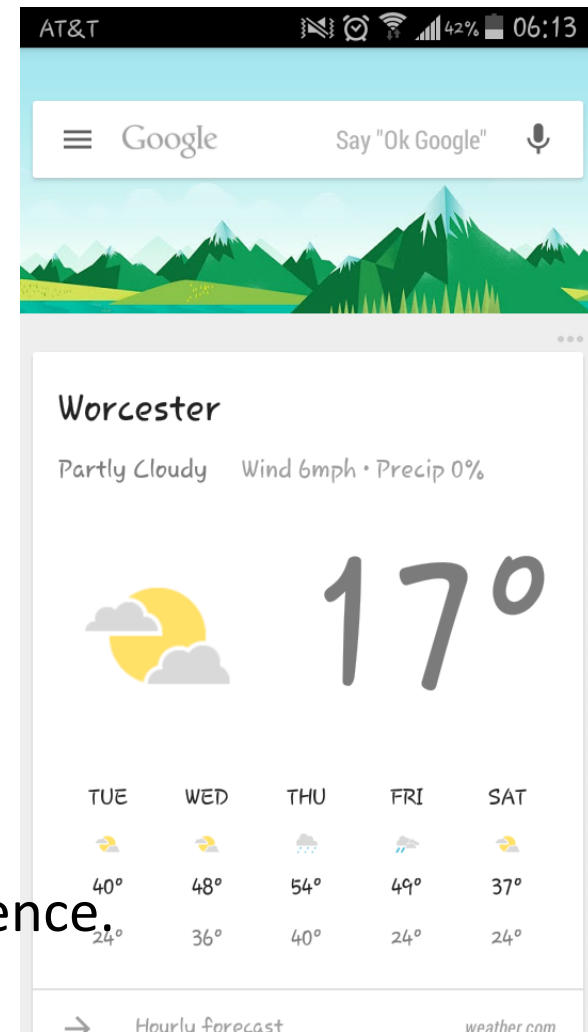 AT&T 42% 06:13
Google Say "Ok Google"
Worcester
Partly Cloudy Wind 6mph • Precip 0%
17°
TUE WED THU FRI SAT
40° 48° 54° 49° 37°
ence.
24° 36° 40° 24° 24°
Hourly forecast weather.com